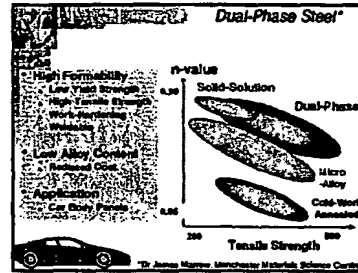 Dual-Phase Steel*
High Formability
Low Yield Strength
High Tensile Strength
Work-Hardening
Low Alloy Content
Reduced Cost
Application
Car Body Panels
n-value
Solid-Solution
Dual-Phase
Micro
-Alloy
Cold-Work
Annealed
Tensile Strength
*Dr James Marrow, Manchester Materials Science Centre